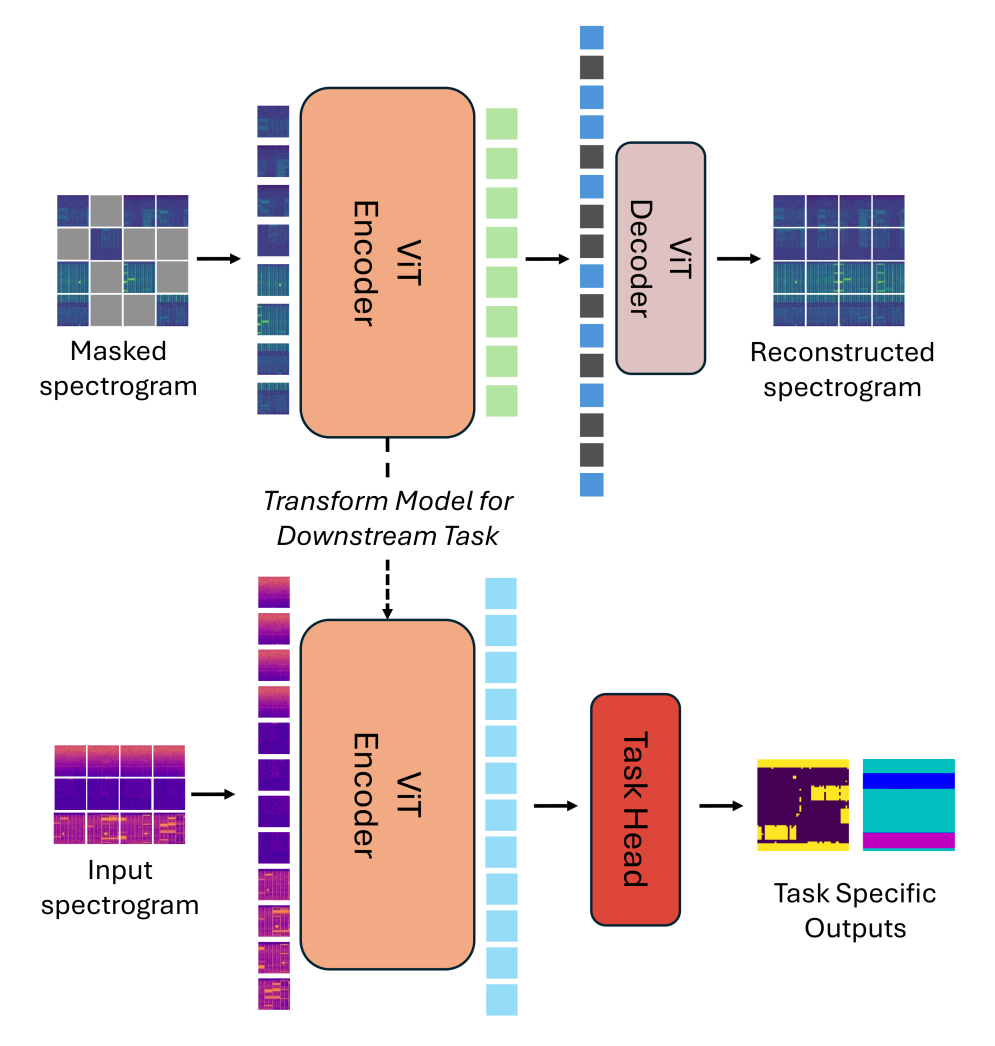 ViT
Encoder
ViT
Decoder
Masked
spectrogram
Reconstructed
spectrogram
Transform Model for
Downstream Task
ViT
Encoder
Task Head
Input
spectrogram
Task Specific
Outputs